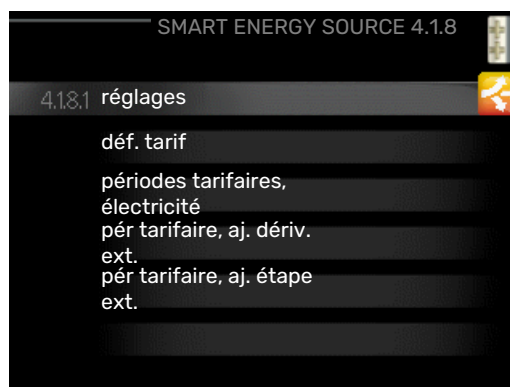 SMART ENERGY SOURCE 4.1.8
4.1.8.1 réglages
déf. tarif
périodes tarifaires,
électricité
pér tarifaire, aj. dériv.
ext.
pér tarifaire, aj. étape
ext.